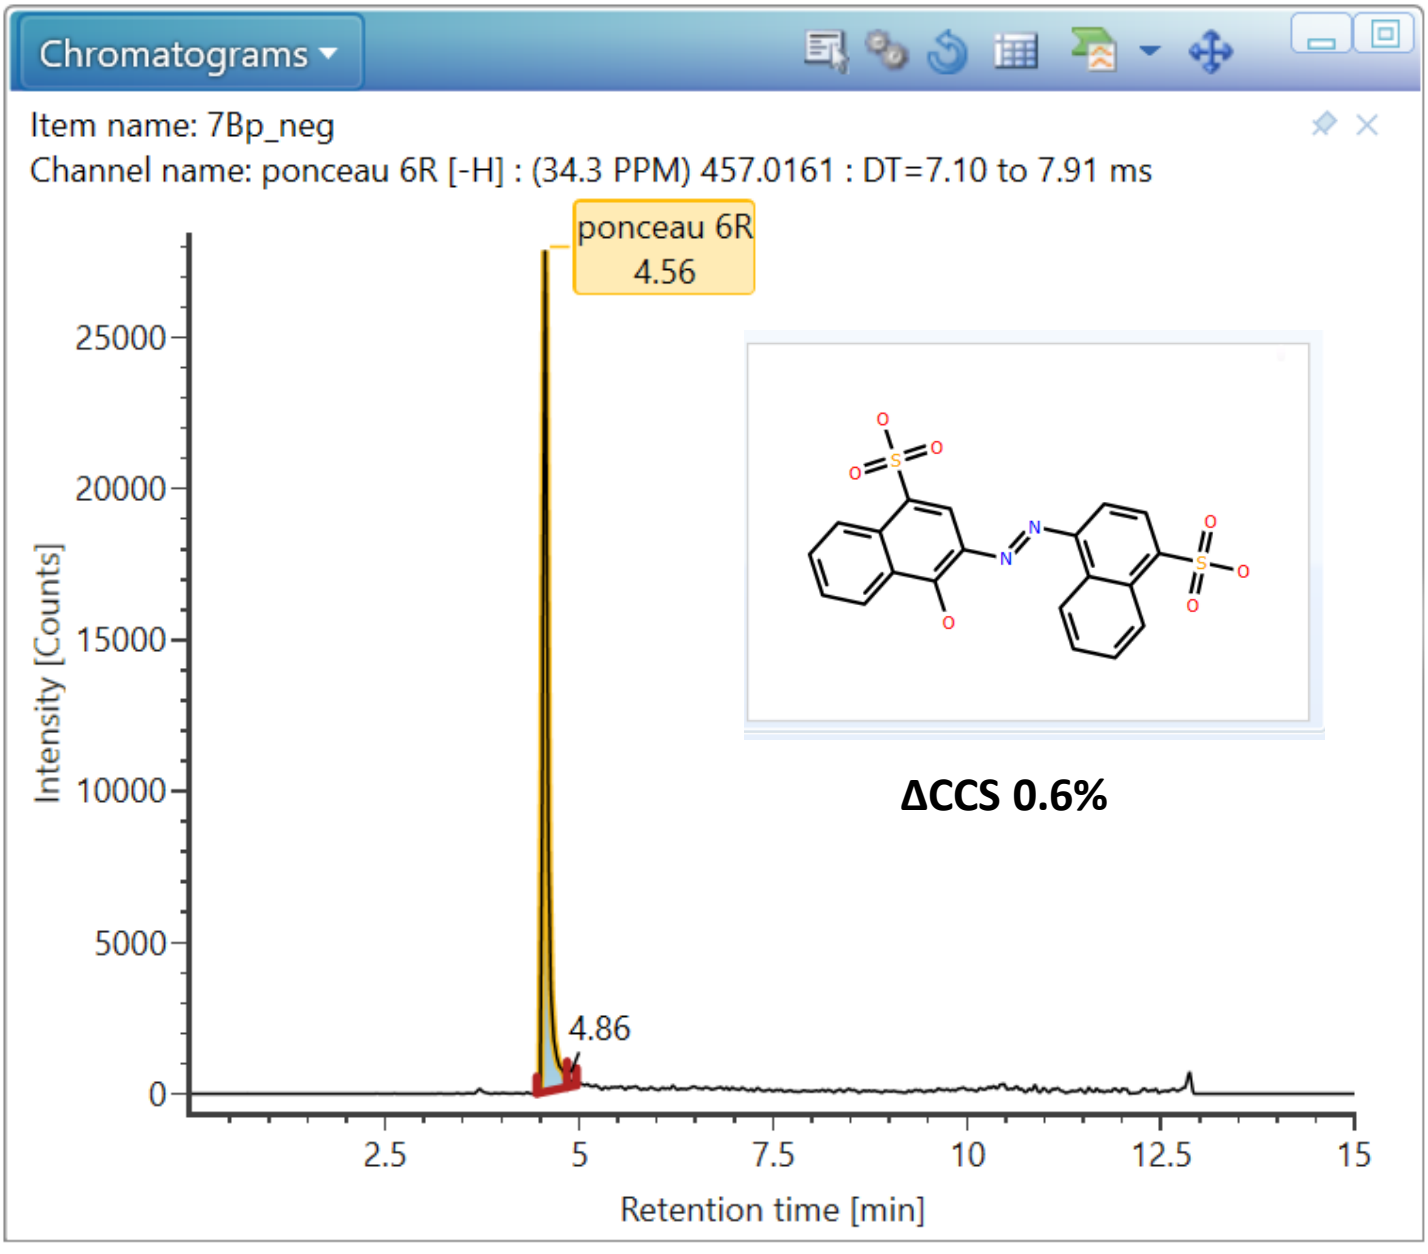 Chromatograms
Item name: 7Bp_neg
Channel name: ponceau 6R [-H] : (34.3 PPM) 457.0161 : DT=7.10 to 7.91 ms
ponceau 6R
4.56
25000
20000
15000
10000
5000
0
Intensity [Counts]
O
O
S
O
N
N
O
O
S
O
O
ΔCCS 0.6%
4.86
2.5
5
7.5
10
12.5
15
Retention time [min]